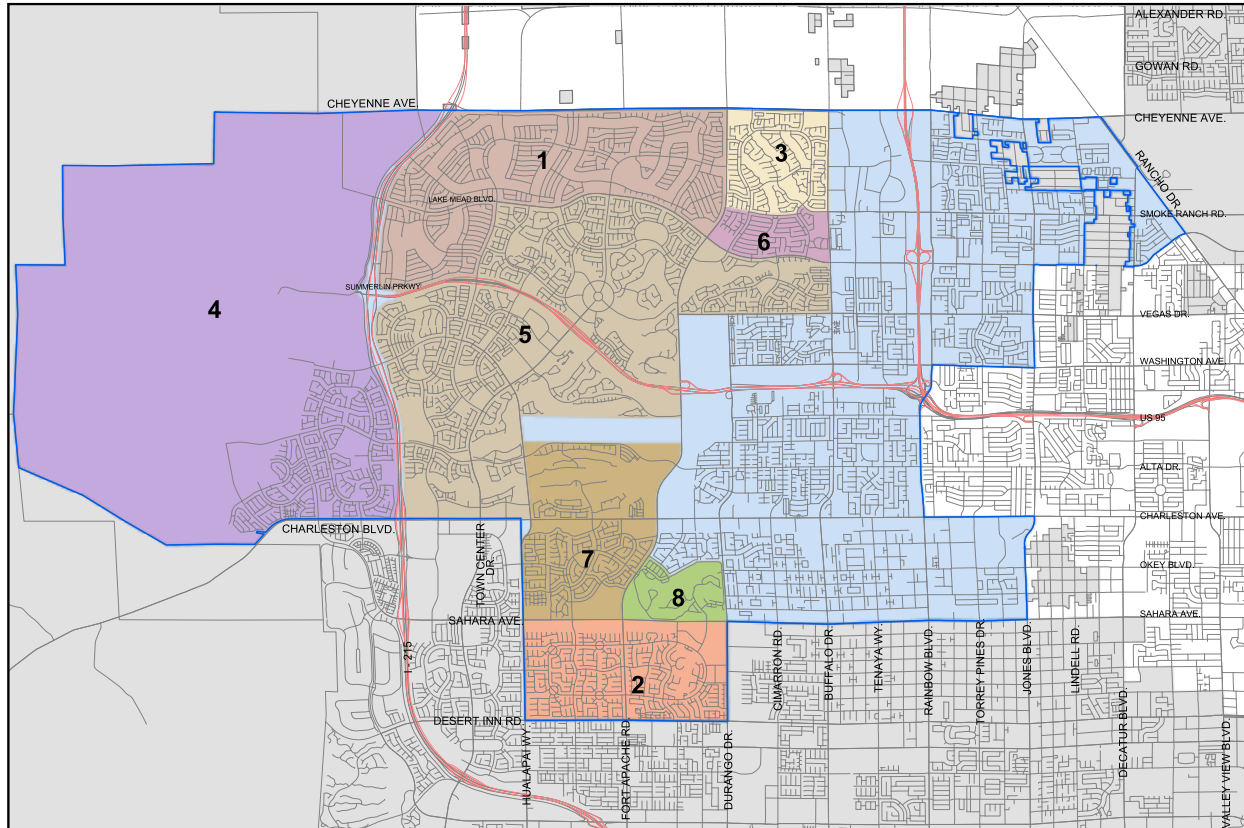 ALEXANDER RD.
GOWAN RD.
CHEYENNE AVE.
CHEYENNE AVE.
RANCHO DR.
1
3
LAKE MEAD BLVD.
SMOKE RANCH RD.
6
SUMMERLIN PRKWY
4
5
VEGAS DR.
WASHINGTON AVE.
US 95
ALTA DR.
CHARLESTON BLVD.
CHARLESTON AVE.
TOWN CENTER
DR.
7
OKEY BLVD.
8
SAHARA AVE.
SAHARA AVE.
I - 215
2
CIMARRON RD.
BUFFALO DR.
TENAYA WY.
RAINBOW BLVD.
TORREY PINES DR.
JONES BLVD.
LINDELL RD.
DESERT INN RD.
HUALAPAI WY.
FORT APACHE RD.
DURANGO DR.
DECATUR BLVD.
VALLEY VIEW BLVD.